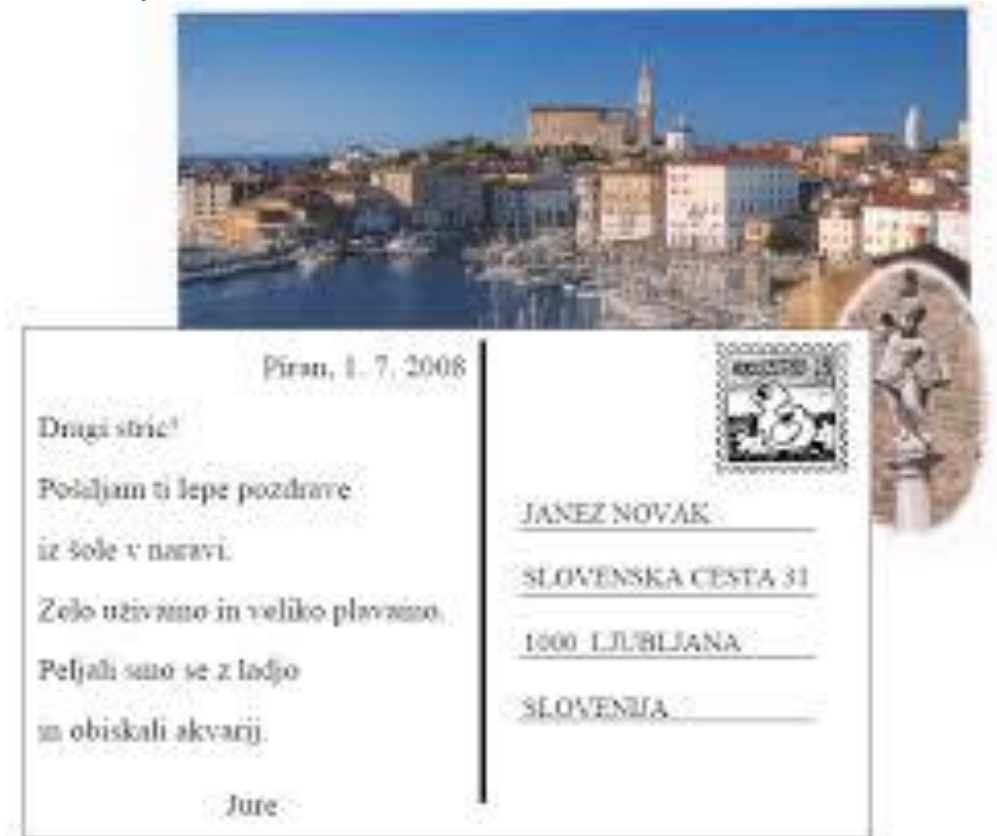 Piran, 1. 7. 2008
Dragi stric!
Pošiljam ti lepe pozdrave
iz šole v naravi.
Zelo uživamo in veliko plavamo.
Peljali smo se z ladjo
in obiskali akvarij.
Jure
JANEZ NOVAK
SLOVENSKA CESTA 31
1000 LJUBLJANA
SLOVENIJA